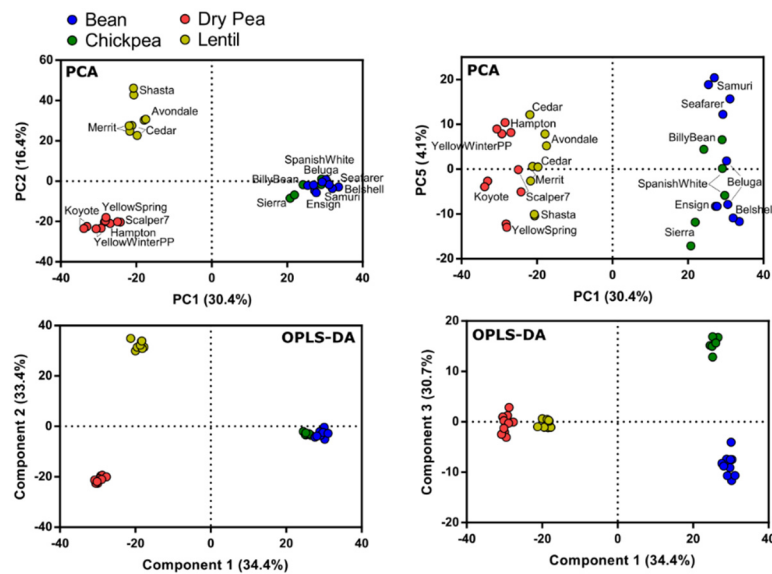 Bean
Dry Pea
Chickpea
Lentil
PCA
PC2 (16.4%)
40
20
0
-20
-40
60
Shasta
Avondale
Merrit
Cedar
SpanishWhite
Beluga
BillyBean
Seafarer
Belshell
Samuri
Sierra
Ensign
YellowSpring
Koyote
Scalper7
Hampton
YellowWinterPP
-40
-20
0
20
40
PC1 (30.4%)
PCA
PC5 (4.1%)
20
10
0
-10
-20
Samuri
Seafarer
Cedar
Hampton
BillyBean
YellowWinterPP
Avondale
Cedar
SpanishWhite
Beluga
Merrit
Koyote
Scalper7
Ensign
Belshell
Shasta
YellowSpring
Sierra
-40
-20
0
20
40
PC1 (30.4%)
OPLS-DA
Component 2 (33.4%)
40
20
0
-20
-40
-40
-20
0
20
40
Component 1 (34.4%)
OPLS-DA
Component 3 (30.7%)
20
10
0
-10
-20
-40
-20
0
20
40
Component 1 (34.4%)